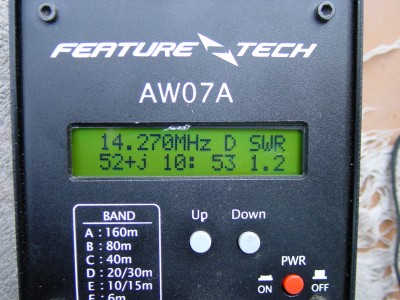 FEATURE TECH
AW07A
14.270MHz D SWR
52+j 10: 53 1.2
BAND
A : 160m
B : 80m
C : 40m
D : 20/30m
E : 10/15m
F : 6m
Up Down
PWR
ON OFF